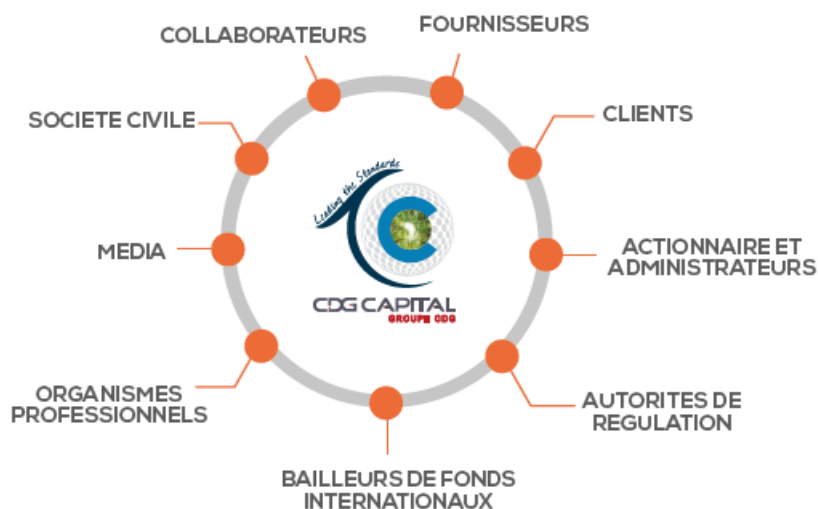 COLLABORATEURS
FOURNISSEURS
SOCIETE CIVILE
CLIENTS
Leading the Standards
MEDIA
ACTIONNAIRE ET
ADMINISTRATEURS
CDG CAPITAL
GROUPE CDG
ORGANISMES
PROFESSIONNELS
AUTORITES DE
REGULATION
BAILLEURS DE FONDS
INTERNATIONAUX